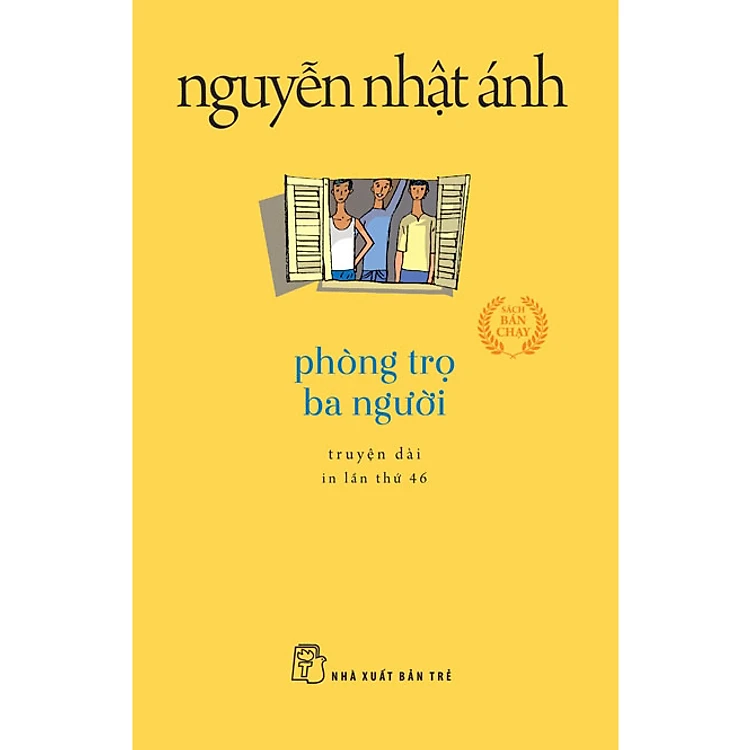 nguyễn nhật ánh
SÁCH
BÁN
CHẠY
phòng trọ
ba người
truyện dài
in lần thứ 46
T
NHÀ XUẤT BẢN TRẺ